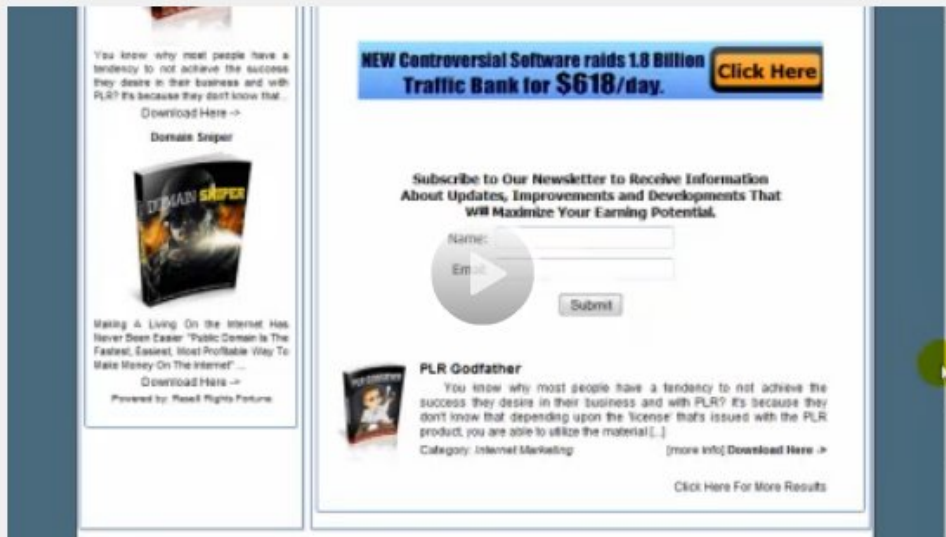 You know why most people have a
tendency to not achieve the success
they desire in their business and with
PLR? It's because they don't know that...
Download Here ->
Domain Sniper
DOMAIN SNIPER
Making A Living On the Internet Has
Never Been Easier "Public Domain Is The
Fastest, Easiest, Most Profitable Way To
Make Money On The Internet" ...
Download Here ->
Powered by: Resell Rights Fortune
NEW Controversial Software raids 1.8 Billion
Traffic Bank for $618/day.
Click Here
Subscribe to Our Newsletter to Receive Information
About Updates, Improvements and Developments That
Will Maximize Your Earning Potential.
Name:
Email
Submit
PLR GODFATHER
PLR Godfather
You know why most people have a tendency to not achieve the
success they desire in their business and with PLR? It's because they
don't know that depending upon the 'license' that's issued with the PLR
product, you are able to utilize the material [...]
Category: Internet Marketing
[more info] Download Here ->
Click Here For More Results